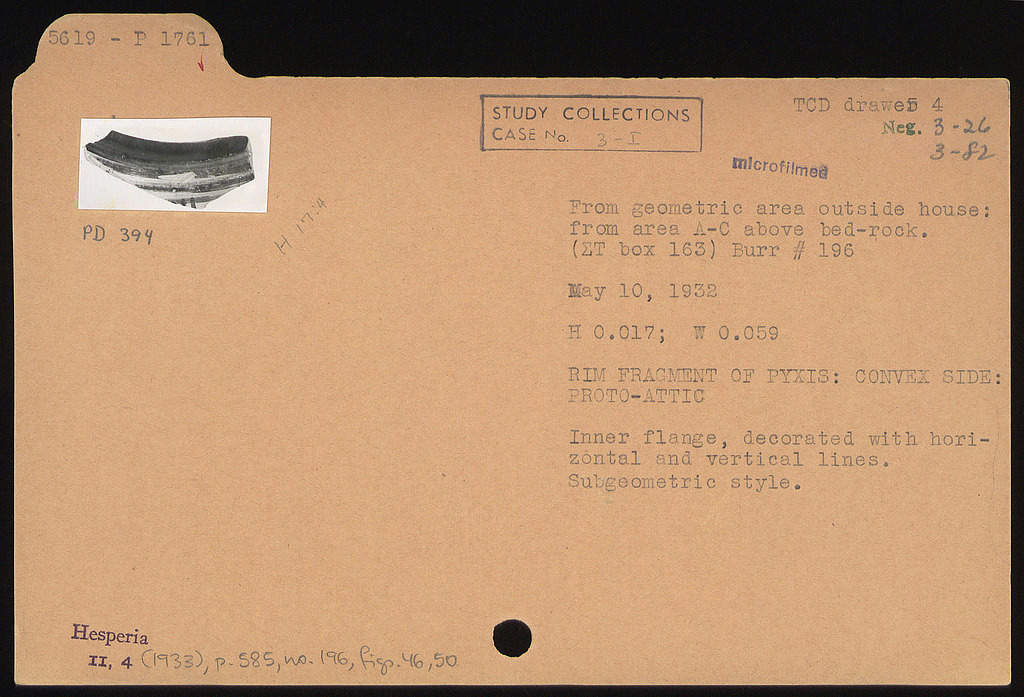 5619 - P 1761
STUDY COLLECTIONS
CASE No. 3-I
TCD drawer 4
Neg. 3-26
3-82
microfilmed
PD 394
H 17:4
From geometric area outside house:
from area A-C above bed-rock.
(ΣT box 163) Burr # 196
May 10, 1932
H 0.017; W 0.059
RIM FRAGMENT OF PYXIS: CONVEX SIDE:
PROTO-ATTIC
Inner flange, decorated with hori-
zontal and vertical lines.
Subgeometric style.
Hesperia
II, 4 (1933), p. 585, no. 196, figs. 46, 50